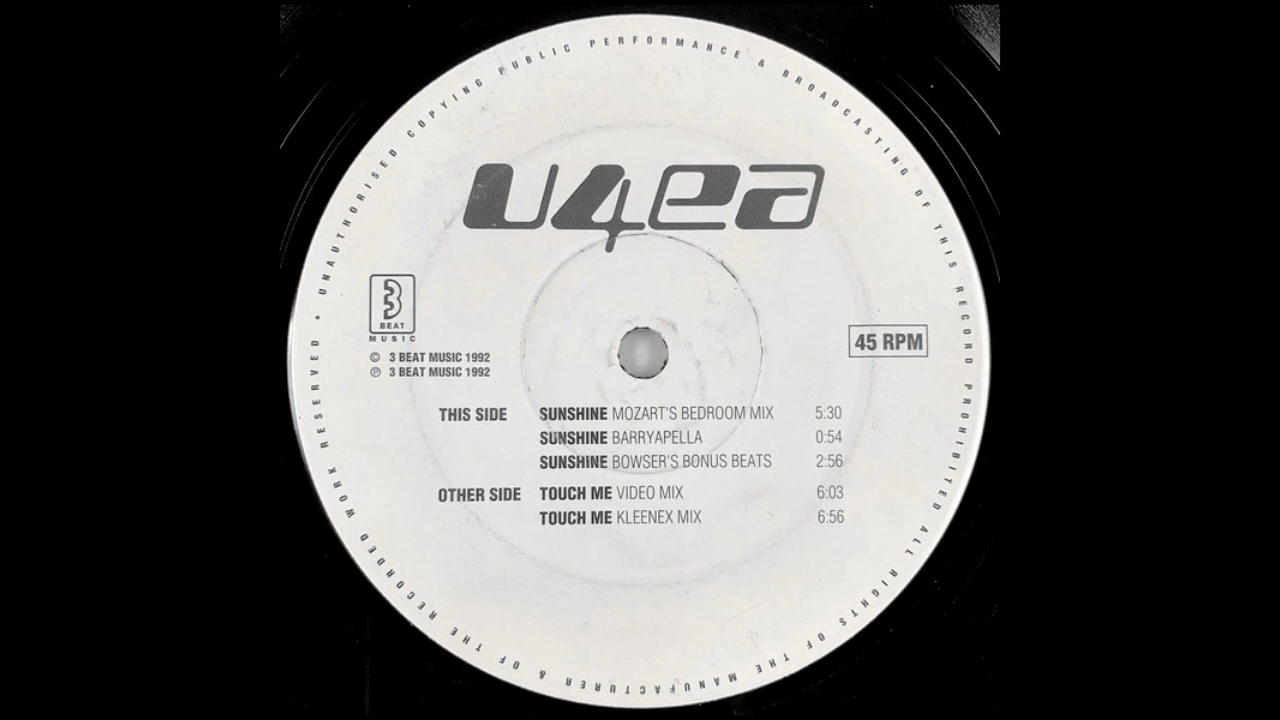 UNAUTHORISED COPYING PUBLIC PERFORMANCE & BROADCASTING OF THIS RECORD PROHIBITED ALL RIGHTS OF THE MANUFACTURER & OF THE RECORDED WORK RESERVED •
u4ea
3
BEAT
MUSIC
© 3 BEAT MUSIC 1992
℗ 3 BEAT MUSIC 1992
45 RPM
THIS SIDE SUNSHINE MOZART'S BEDROOM MIX 5:30
SUNSHINE BARRYAPELLA 0:54
SUNSHINE BOWSER'S BONUS BEATS 2:56
OTHER SIDE TOUCH ME VIDEO MIX 6:03
TOUCH ME KLEENEX MIX 6:56